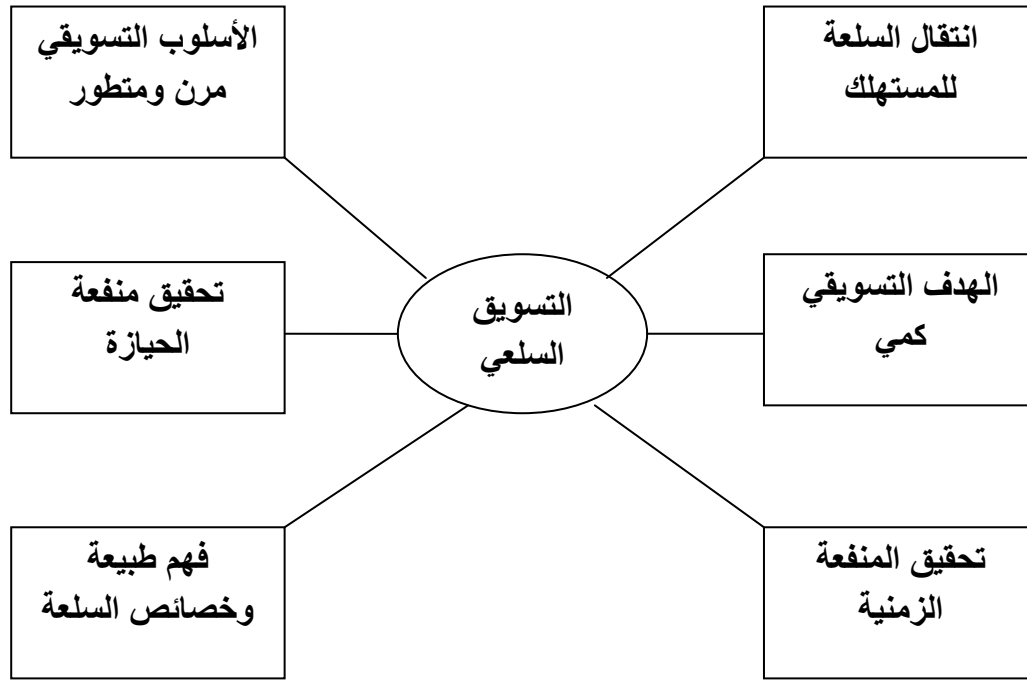 انتقال السلعة
للمستهلك
الأسلوب التسويقي
مرن ومتطور
الهدف التسويقي
كمي
التسويق
السلعي
تحقيق منفعة
الحيازة
تحقيق المنفعة
الزمنية
فهم طبيعة
وخصائص السلعة